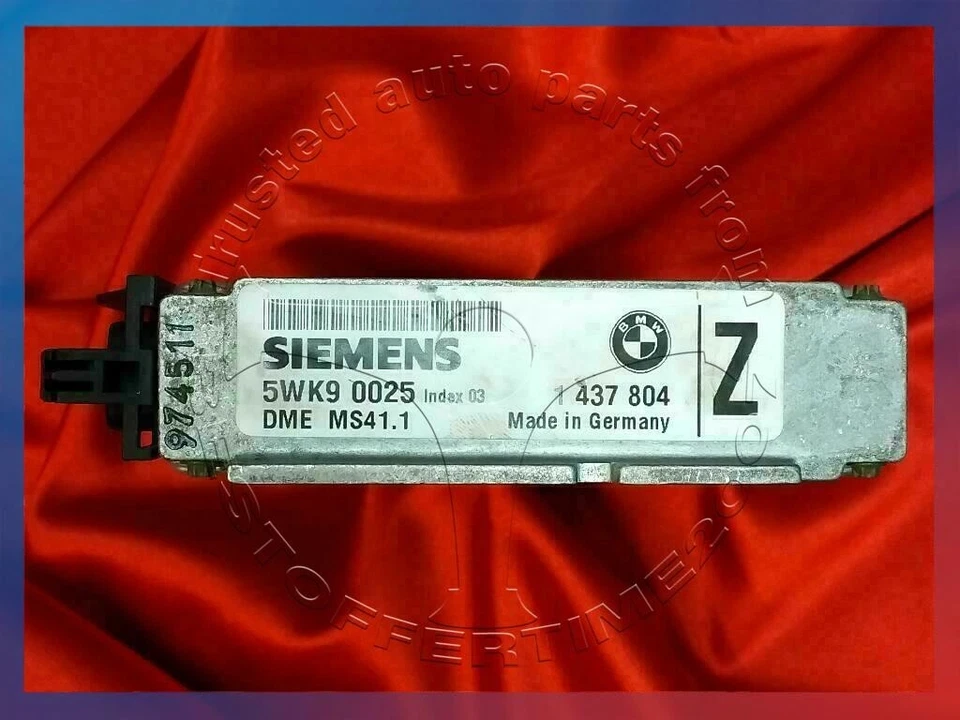 Trusted auto parts from
974511
SIEMENS
5WK9 0025 Index 03
DME MS41.1
BMW
1 437 804
Made in Germany
Z